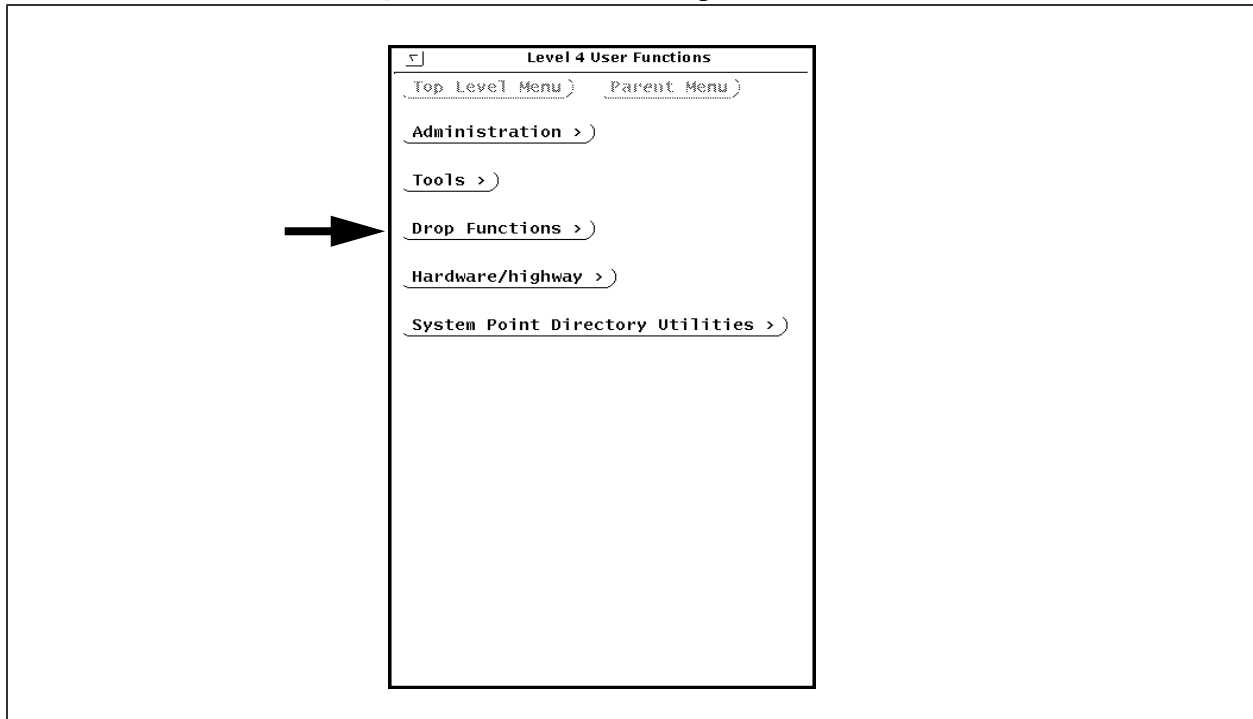 Level 4 User Functions
Top Level Menu Parent Menu
Administration >
Tools >
Drop Functions >
Hardware/highway >
System Point Directory Utilities >